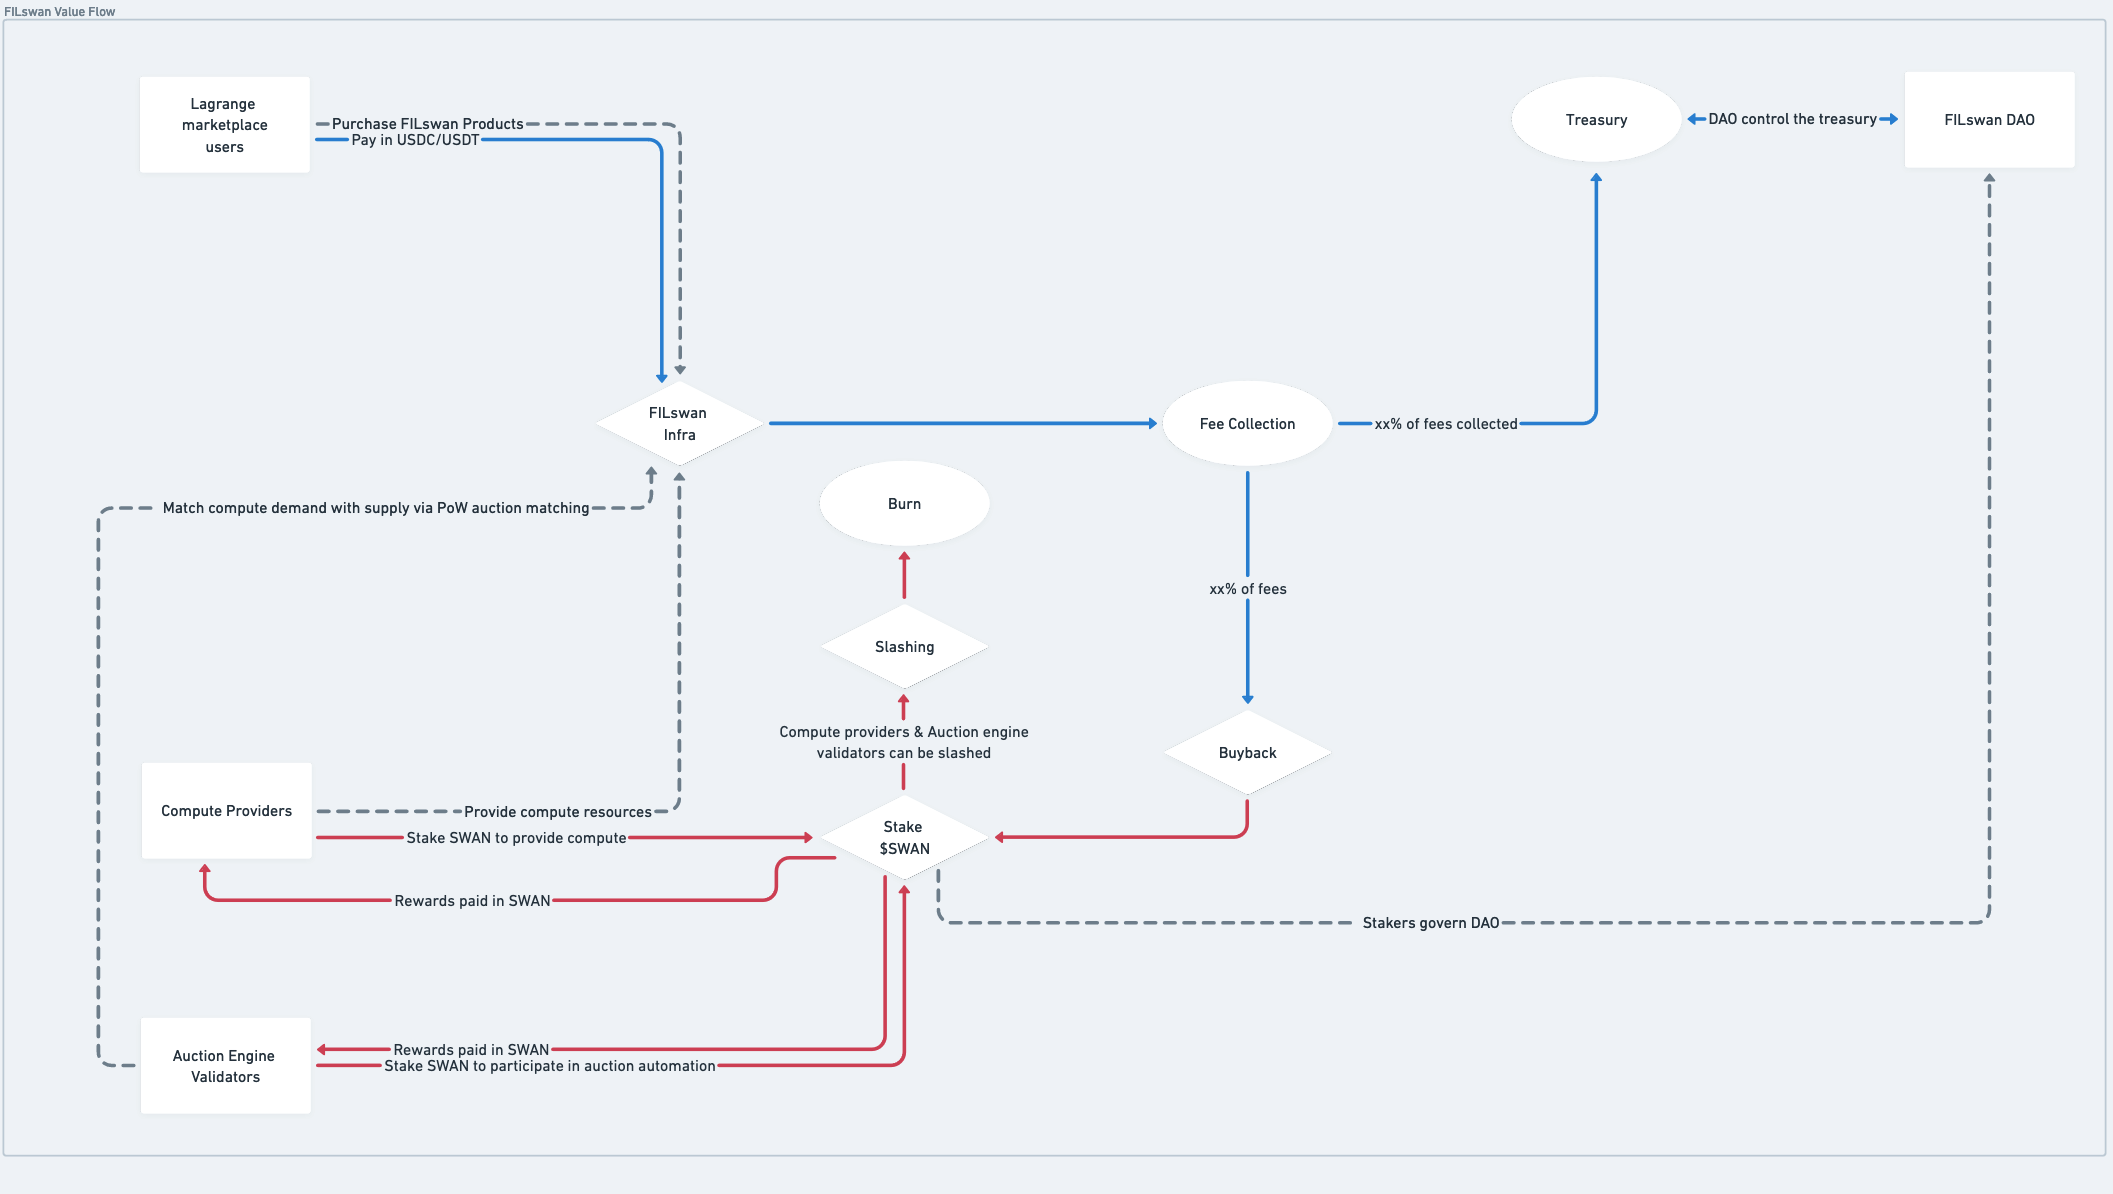 FILswan Value Flow
Lagrange
marketplace
users
Purchase FILswan Products
Pay in USDC/USDT
Treasury
DAO control the treasury
FILswan DAO
FILswan
Infra
Fee Collection
xx% of fees collected
Burn
Match compute demand with supply via PoW auction matching
xx% of fees
Slashing
Compute providers & Auction engine
validators can be slashed
Buyback
Compute Providers
Provide compute resources
Stake SWAN to provide compute
Stake
$SWAN
Rewards paid in SWAN
Stakers govern DAO
Auction Engine
Validators
Rewards paid in SWAN
Stake SWAN to participate in auction automation